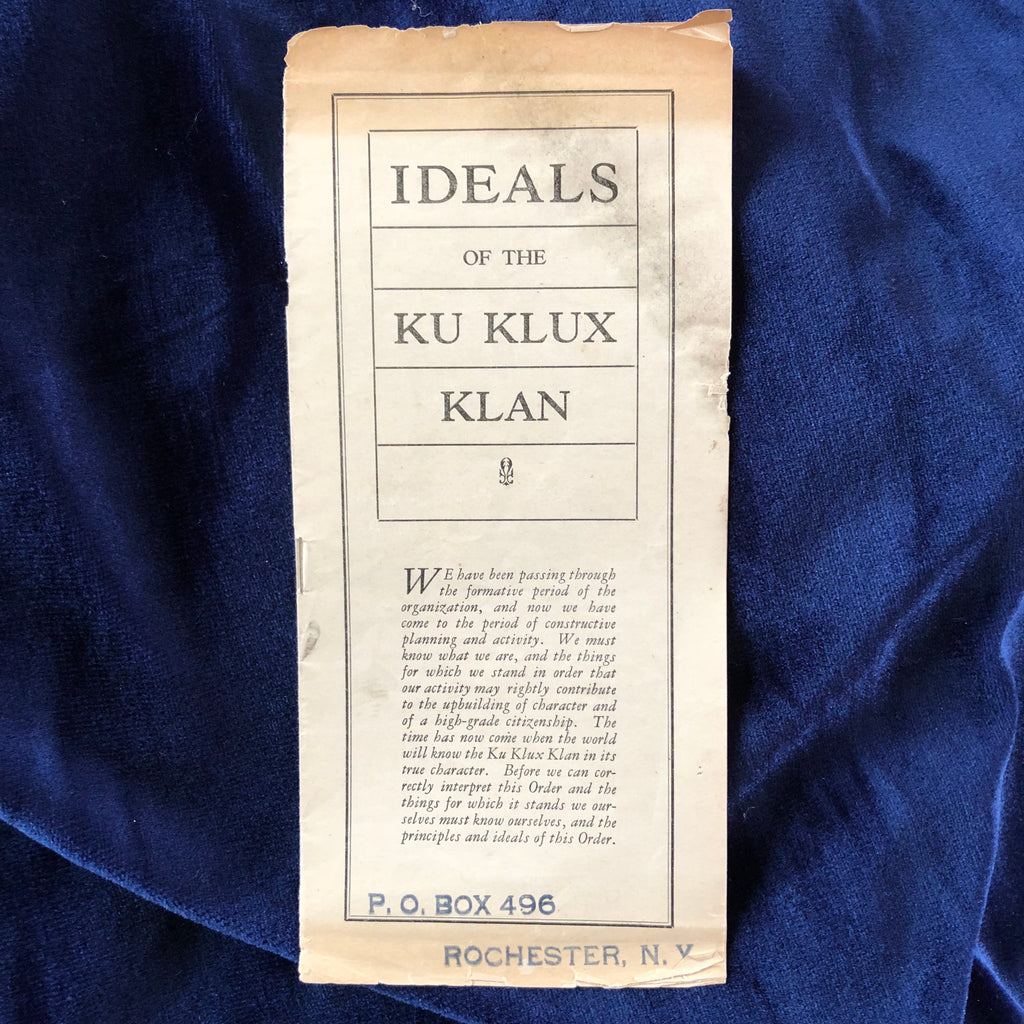 IDEALS
OF THE
KU KLUX
KLAN
WE have been passing through
the formative period of the
organization, and now we have
come to the period of constructive
planning and activity. We must
know what we are, and the things
for which we stand in order that
our activity may rightly contribute
to the upbuilding of character and
of a high-grade citizenship. The
time has now come when the world
will know the Ku Klux Klan in its
true character. Before we can cor-
rectly interpret this Order and the
things for which it stands we our-
selves must know ourselves, and the
principles and ideals of this Order.
P. O. BOX 496
ROCHESTER, N. Y